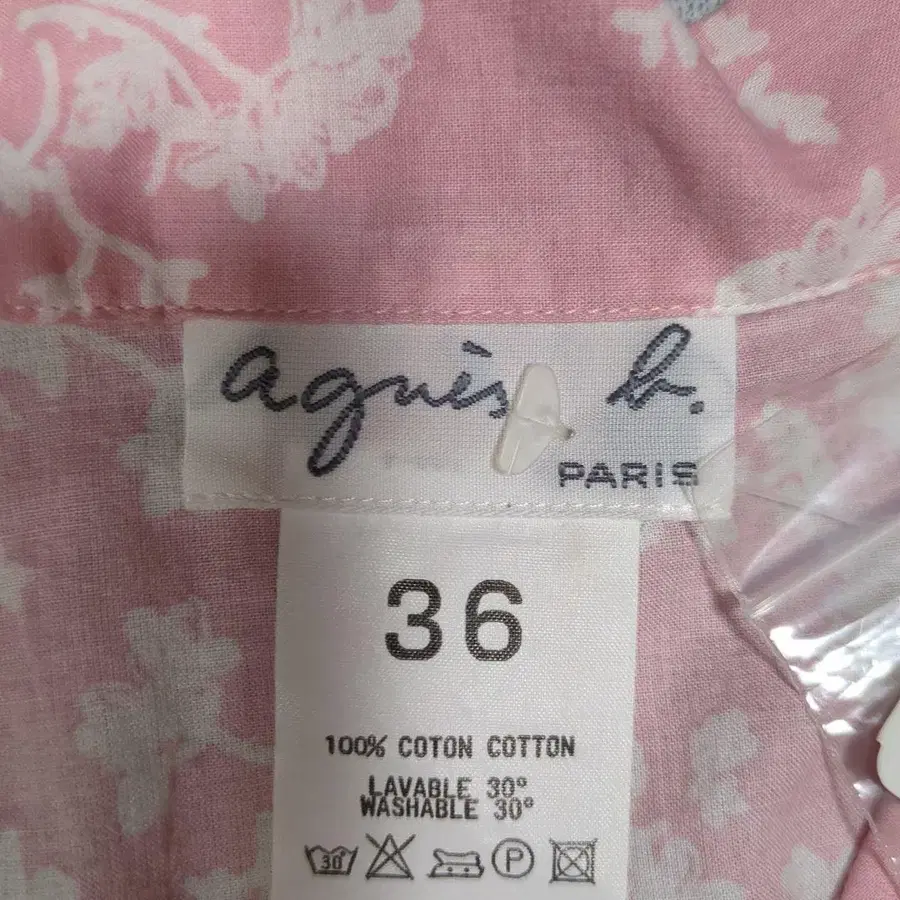 agnès b.
PARIS
36
100% COTON COTTON
LAVABLE 30°
WASHABLE 30°
30 P